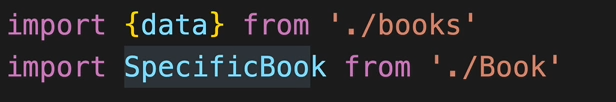 import {data} from './books'
import SpecificBook from './Book'